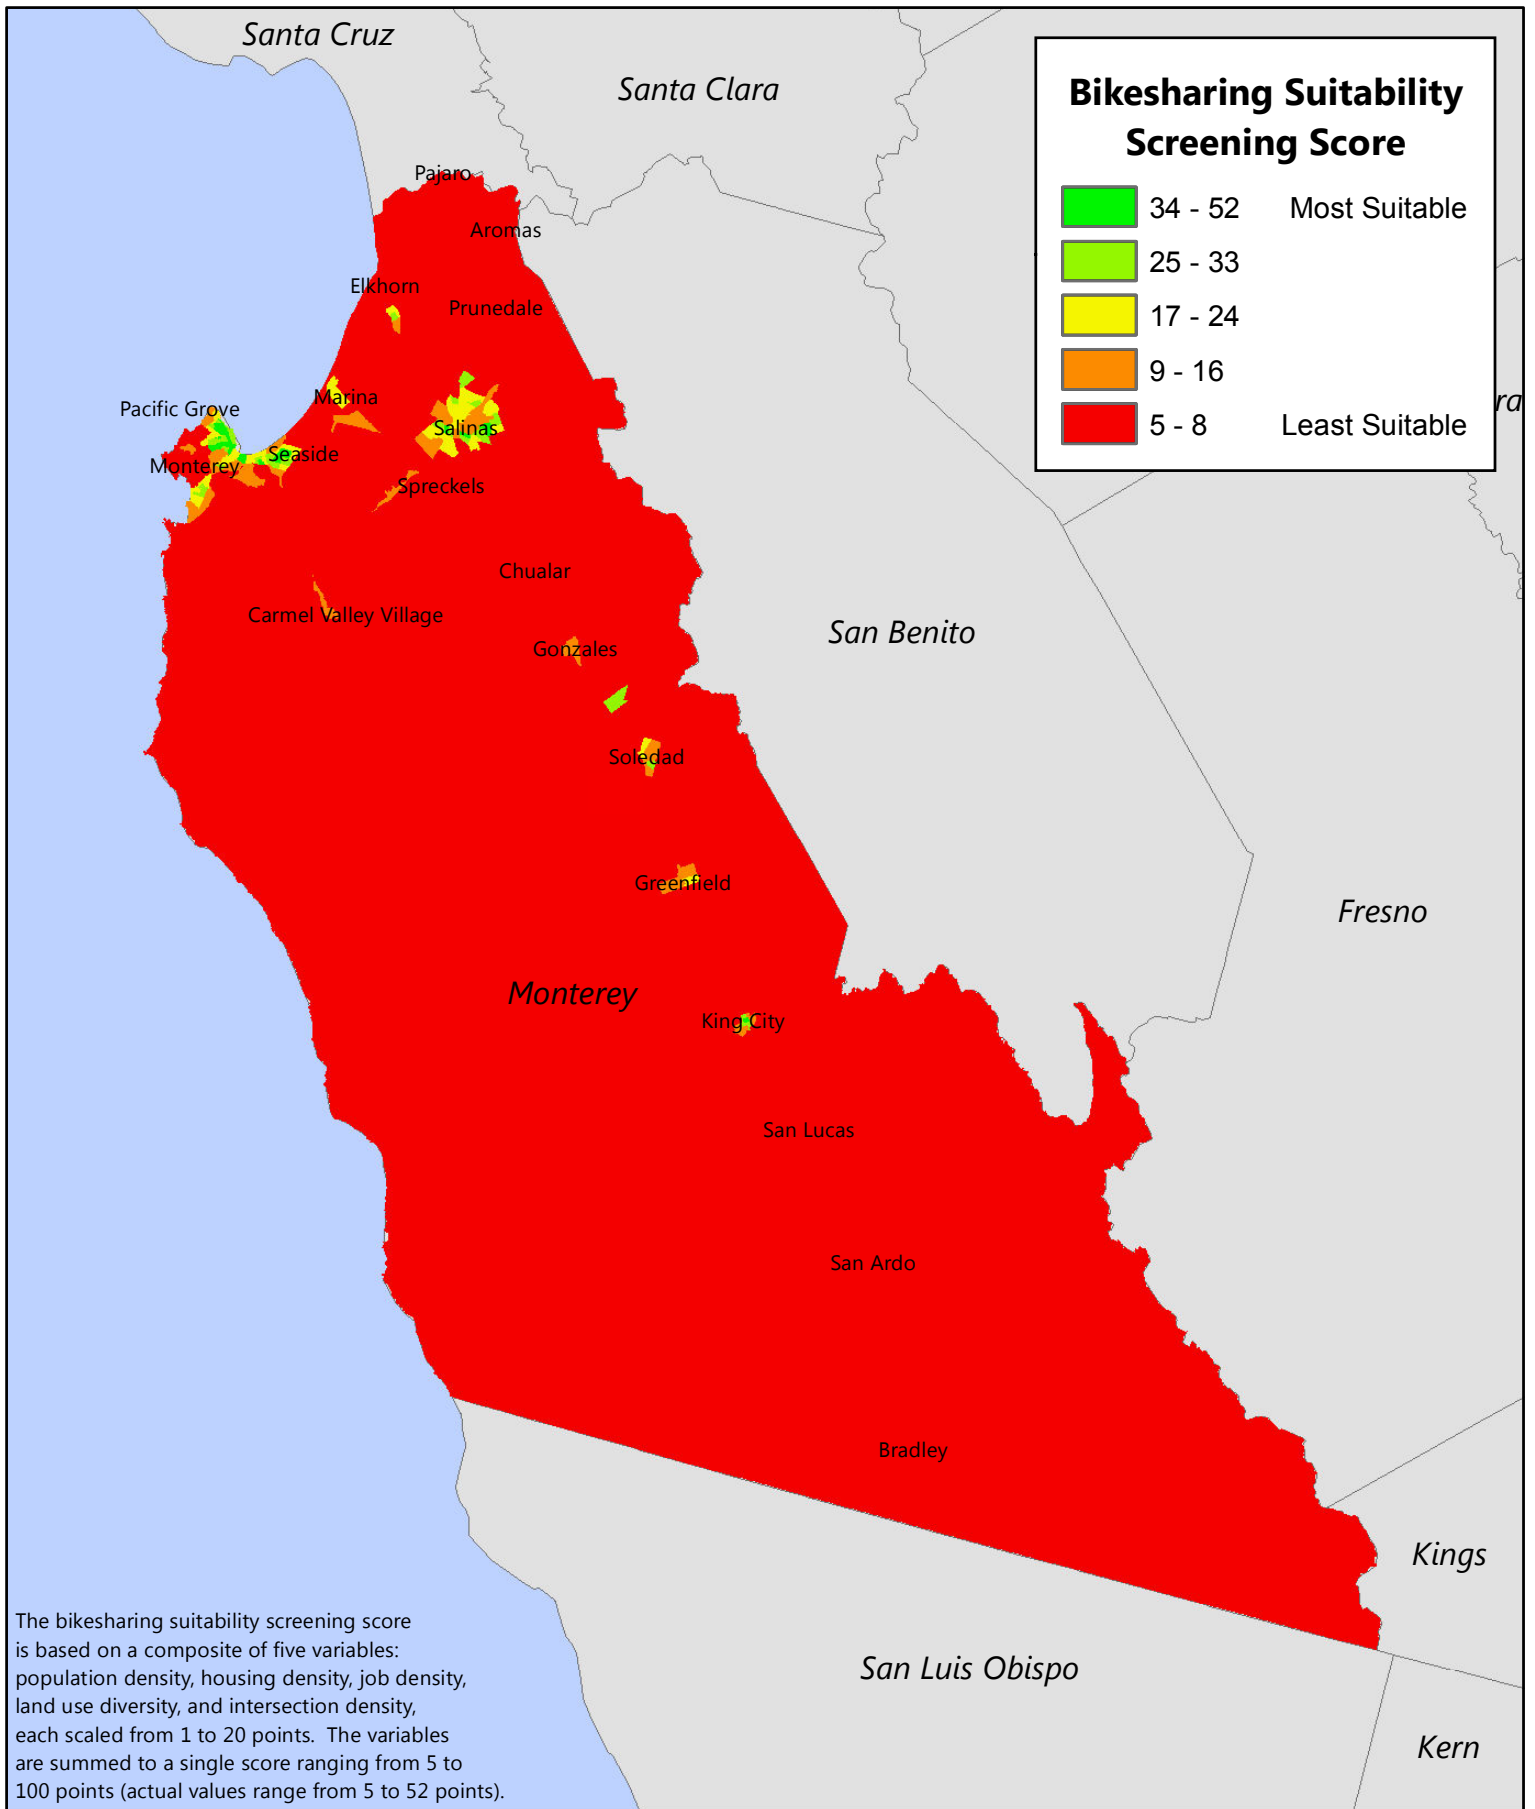 Santa Cruz
Santa Clara
Bikesharing Suitability
Screening Score
34 - 52 Most Suitable
25 - 33
17 - 24
9 - 16
5 - 8 Least Suitable
ra
Pajaro
Aromas
Elkhorn
Prunedale
Marina
Pacific Grove
Salinas
Seaside
Monterey
Spreckels
Chualar
Carmel Valley Village
San Benito
Gonzales
Soledad
Greenfield
Fresno
Monterey
King City
San Lucas
San Ardo
Bradley
Kings
San Luis Obispo
Kern
The bikesharing suitability screening score
is based on a composite of five variables:
population density, housing density, job density,
land use diversity, and intersection density,
each scaled from 1 to 20 points. The variables
are summed to a single score ranging from 5 to
100 points (actual values range from 5 to 52 points).